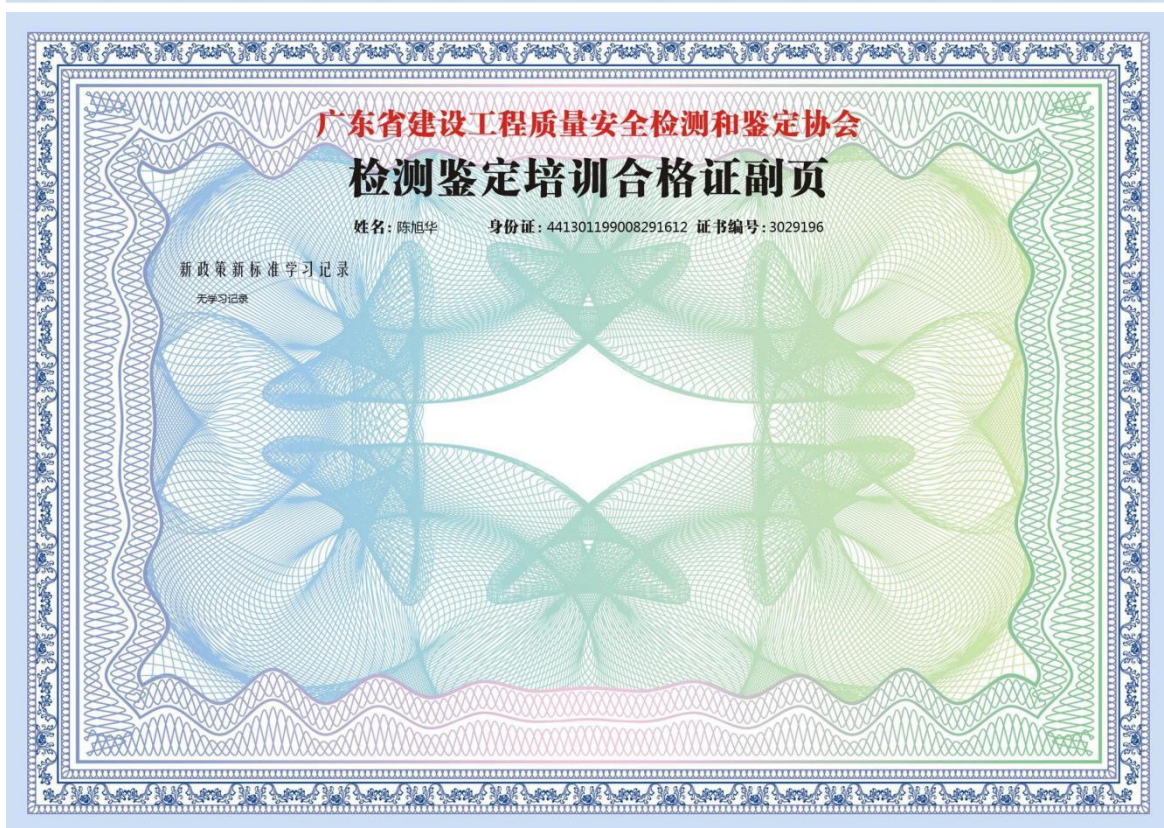 广东省建设工程质量安全检测和鉴定协会
检测鉴定培训合格证副页
姓名: 陈旭华 身份证: 441301199008291612 证书编号: 3029196
新政策新标准学习记录
无学习记录